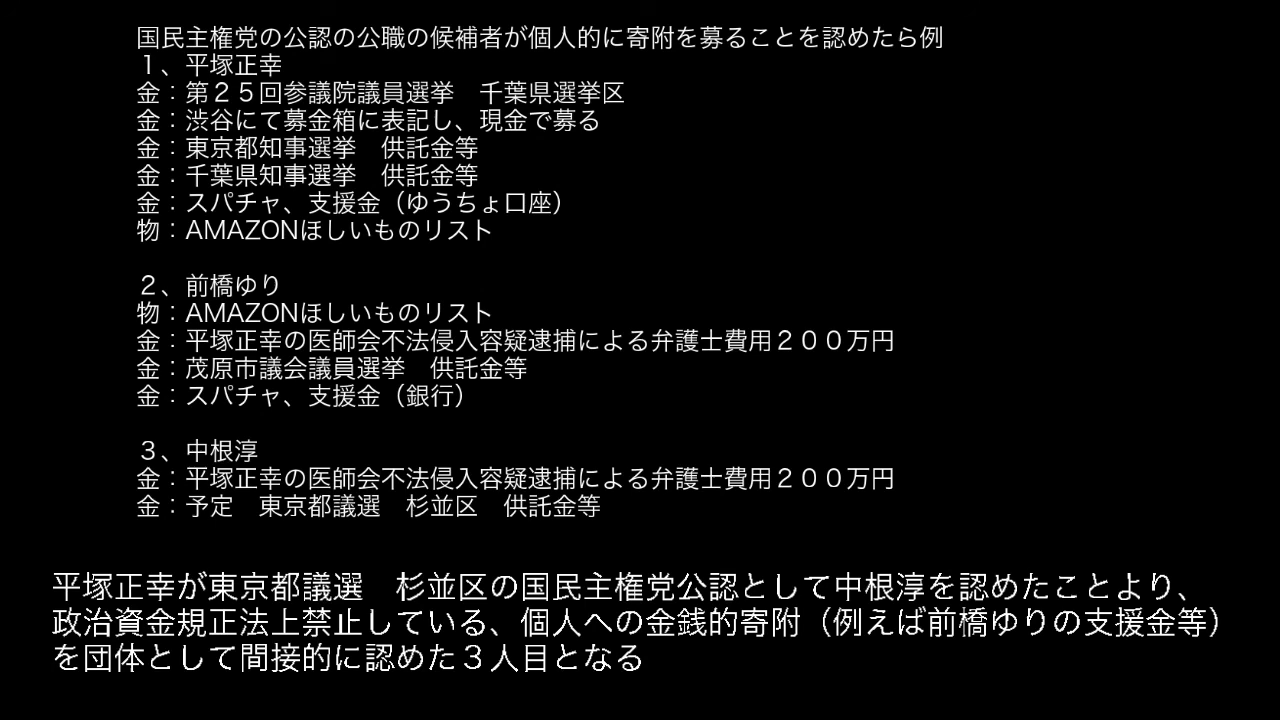 国民主権党の公認の公職の候補者が個人的に寄附を募ることを認めたら例
１、平塚正幸
金：第２５回参議院議員選挙　千葉県選挙区
金：渋谷にて募金箱に表記し、現金で募る
金：東京都知事選挙　供託金等
金：千葉県知事選挙　供託金等
金：スパチャ、支援金（ゆうちょ口座）
物：AMAZONほしいものリスト
２、前橋ゆり
物：AMAZONほしいものリスト
金：平塚正幸の医師会不法侵入容疑逮捕による弁護士費用２００万円
金：茂原市議会議員選挙　供託金等
金：スパチャ、支援金（銀行）
３、中根淳
金：平塚正幸の医師会不法侵入容疑逮捕による弁護士費用２００万円
金：予定　東京都議選　杉並区　供託金等
平塚正幸が東京都議選　杉並区の国民主権党公認として中根淳を認めたことより、
政治資金規正法上禁止している、個人への金銭的寄附（例えば前橋ゆりの支援金等）
を団体として間接的に認めた３人目となる